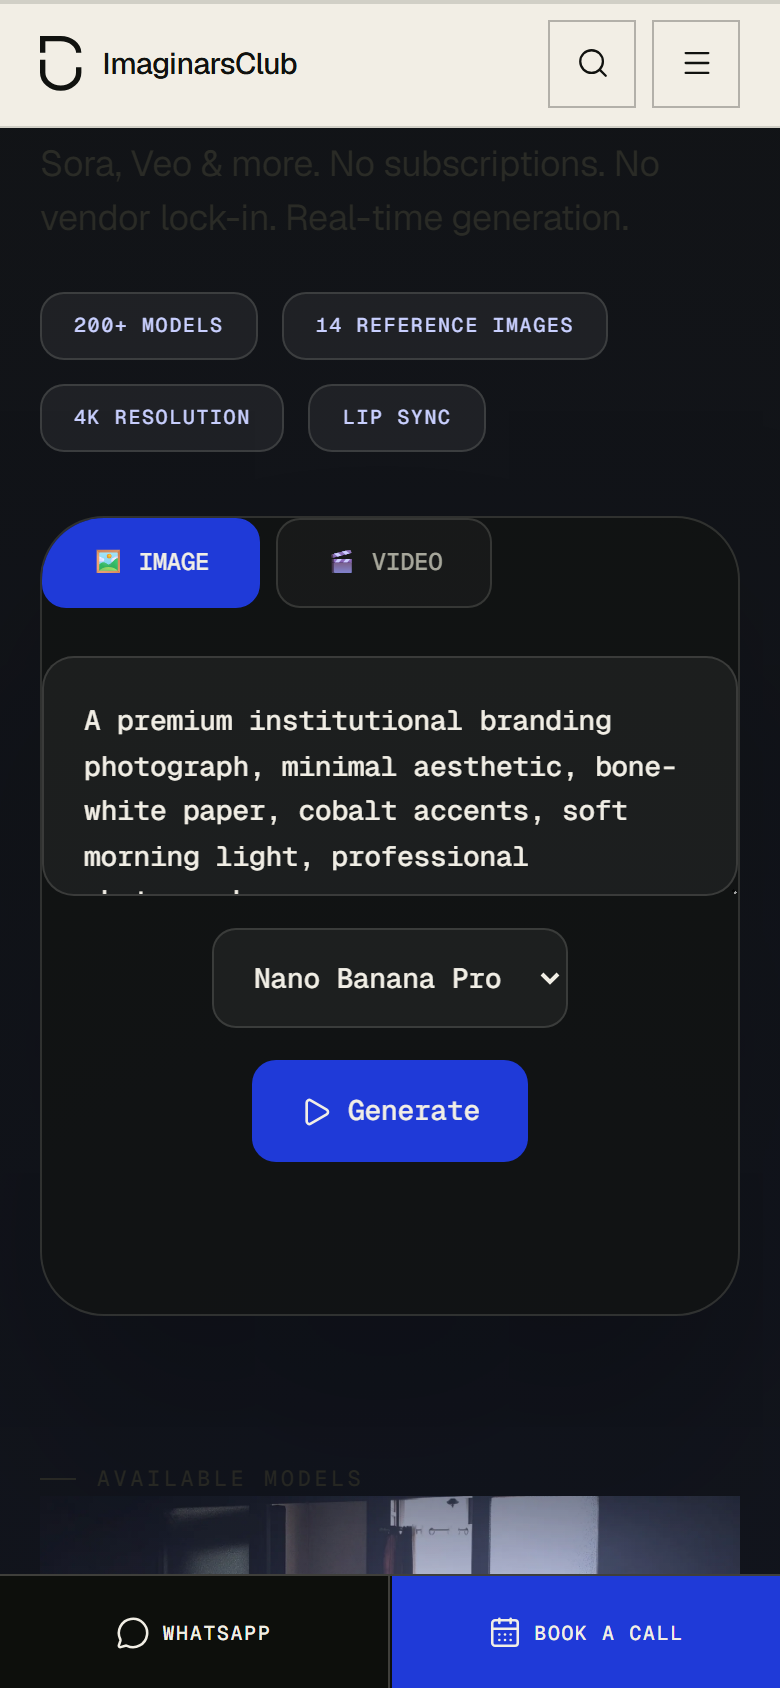 ImaginarsClub
Sora, Veo & more. No subscriptions. No
vendor lock-in. Real-time generation.
200+ MODELS
14 REFERENCE IMAGES
4K RESOLUTION
LIP SYNC
IMAGE
VIDEO
A premium institutional branding
photograph, minimal aesthetic, bone-
white paper, cobalt accents, soft
morning light, professional
Nano Banana Pro
Generate
AVAILABLE MODELS
WHATSAPP
BOOK A CALL